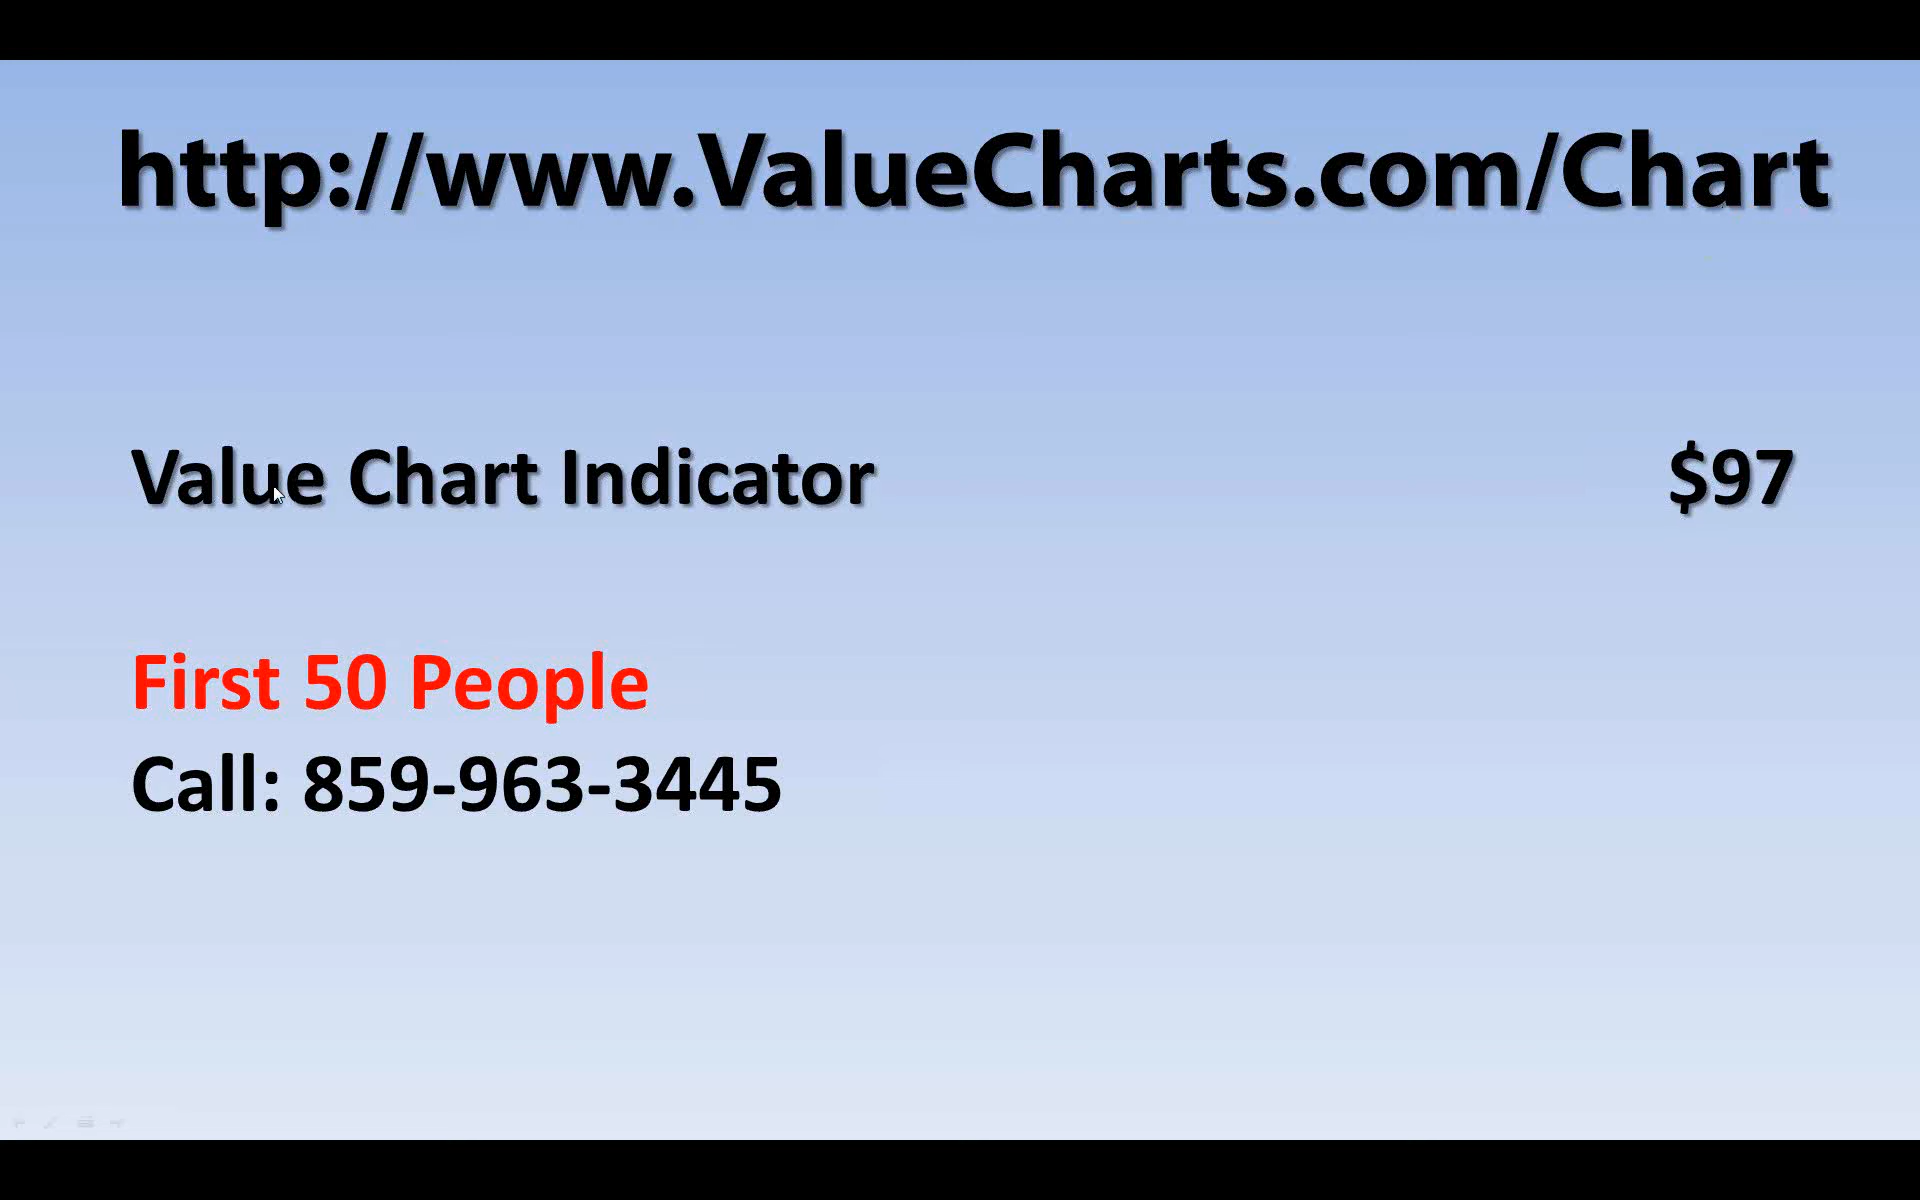 http://www.ValueCharts.com/Chart
Value Chart Indicator $97
First 50 People
Call: 859-963-3445